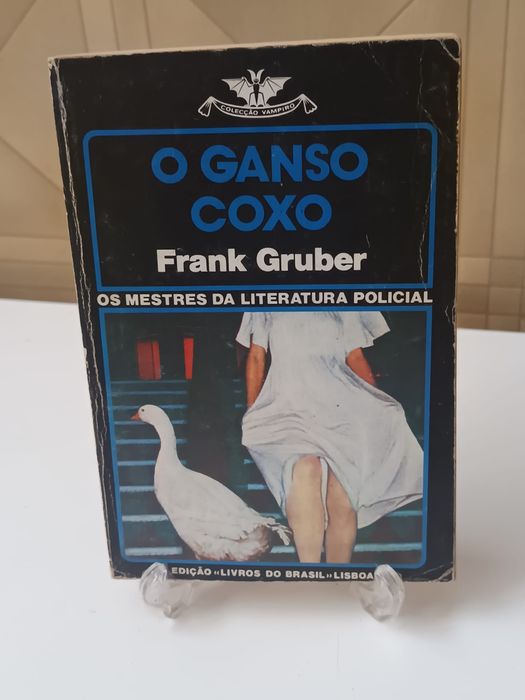 COLECÇÃO VAMPIRO
O GANSO
COXO
Frank Gruber
OS MESTRES DA LITERATURA POLICIAL
EDIÇÃO «LIVROS DO BRASIL» LISBOA